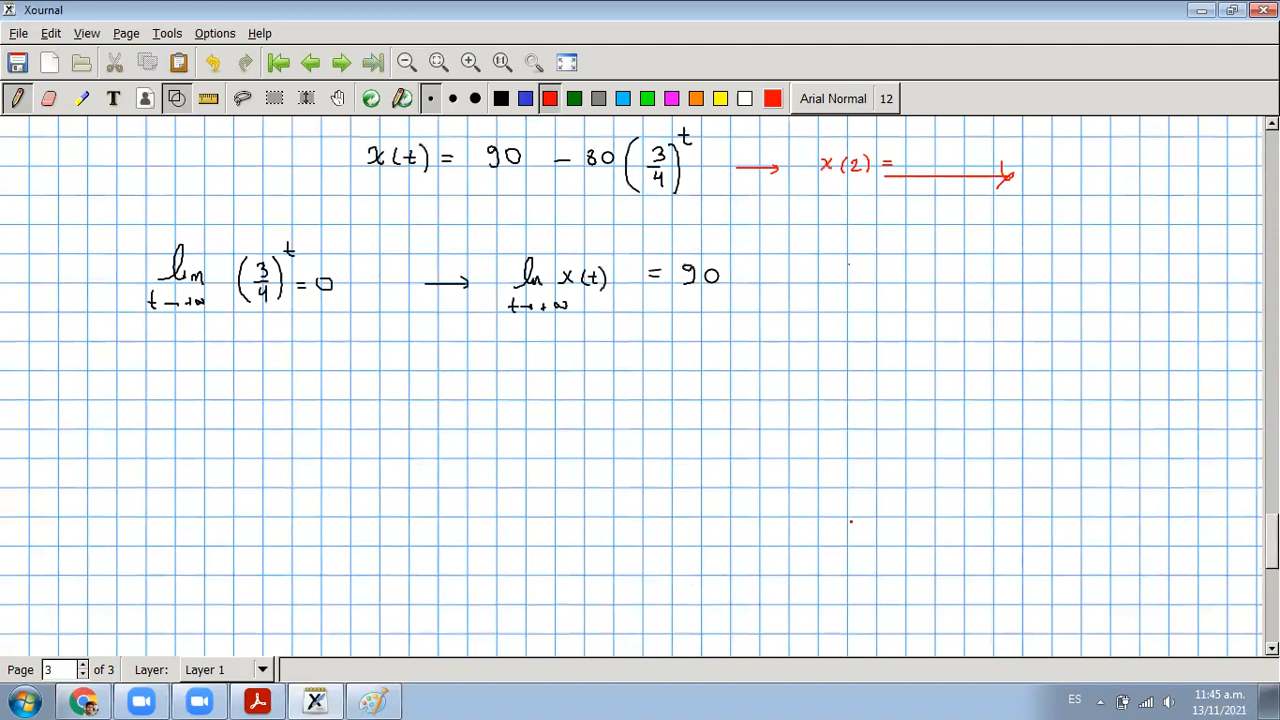 Xournal
File Edit View Page Tools Options Help
Arial Normal 12
x(t) = 90 - 80 (3/4)^t → x(2) =
lim t→+∞ (3/4)^t = 0 → lm t→+∞ x(t) = 90
Page 3 of 3 Layer: Layer 1
ES 11:45 a.m.
13/11/2021